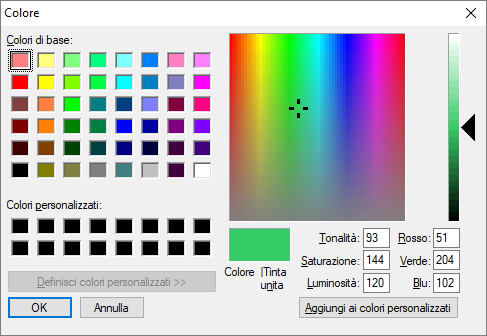 Colore
Colori di base:
Colori personalizzati:
Definisci colori personalizzati >>
OK
Annulla
Colore |Tinta
unita
Tonalità: 93
Saturazione: 144
Luminosità: 120
Rosso: 51
Verde: 204
Blu: 102
Aggiungi ai colori personalizzati